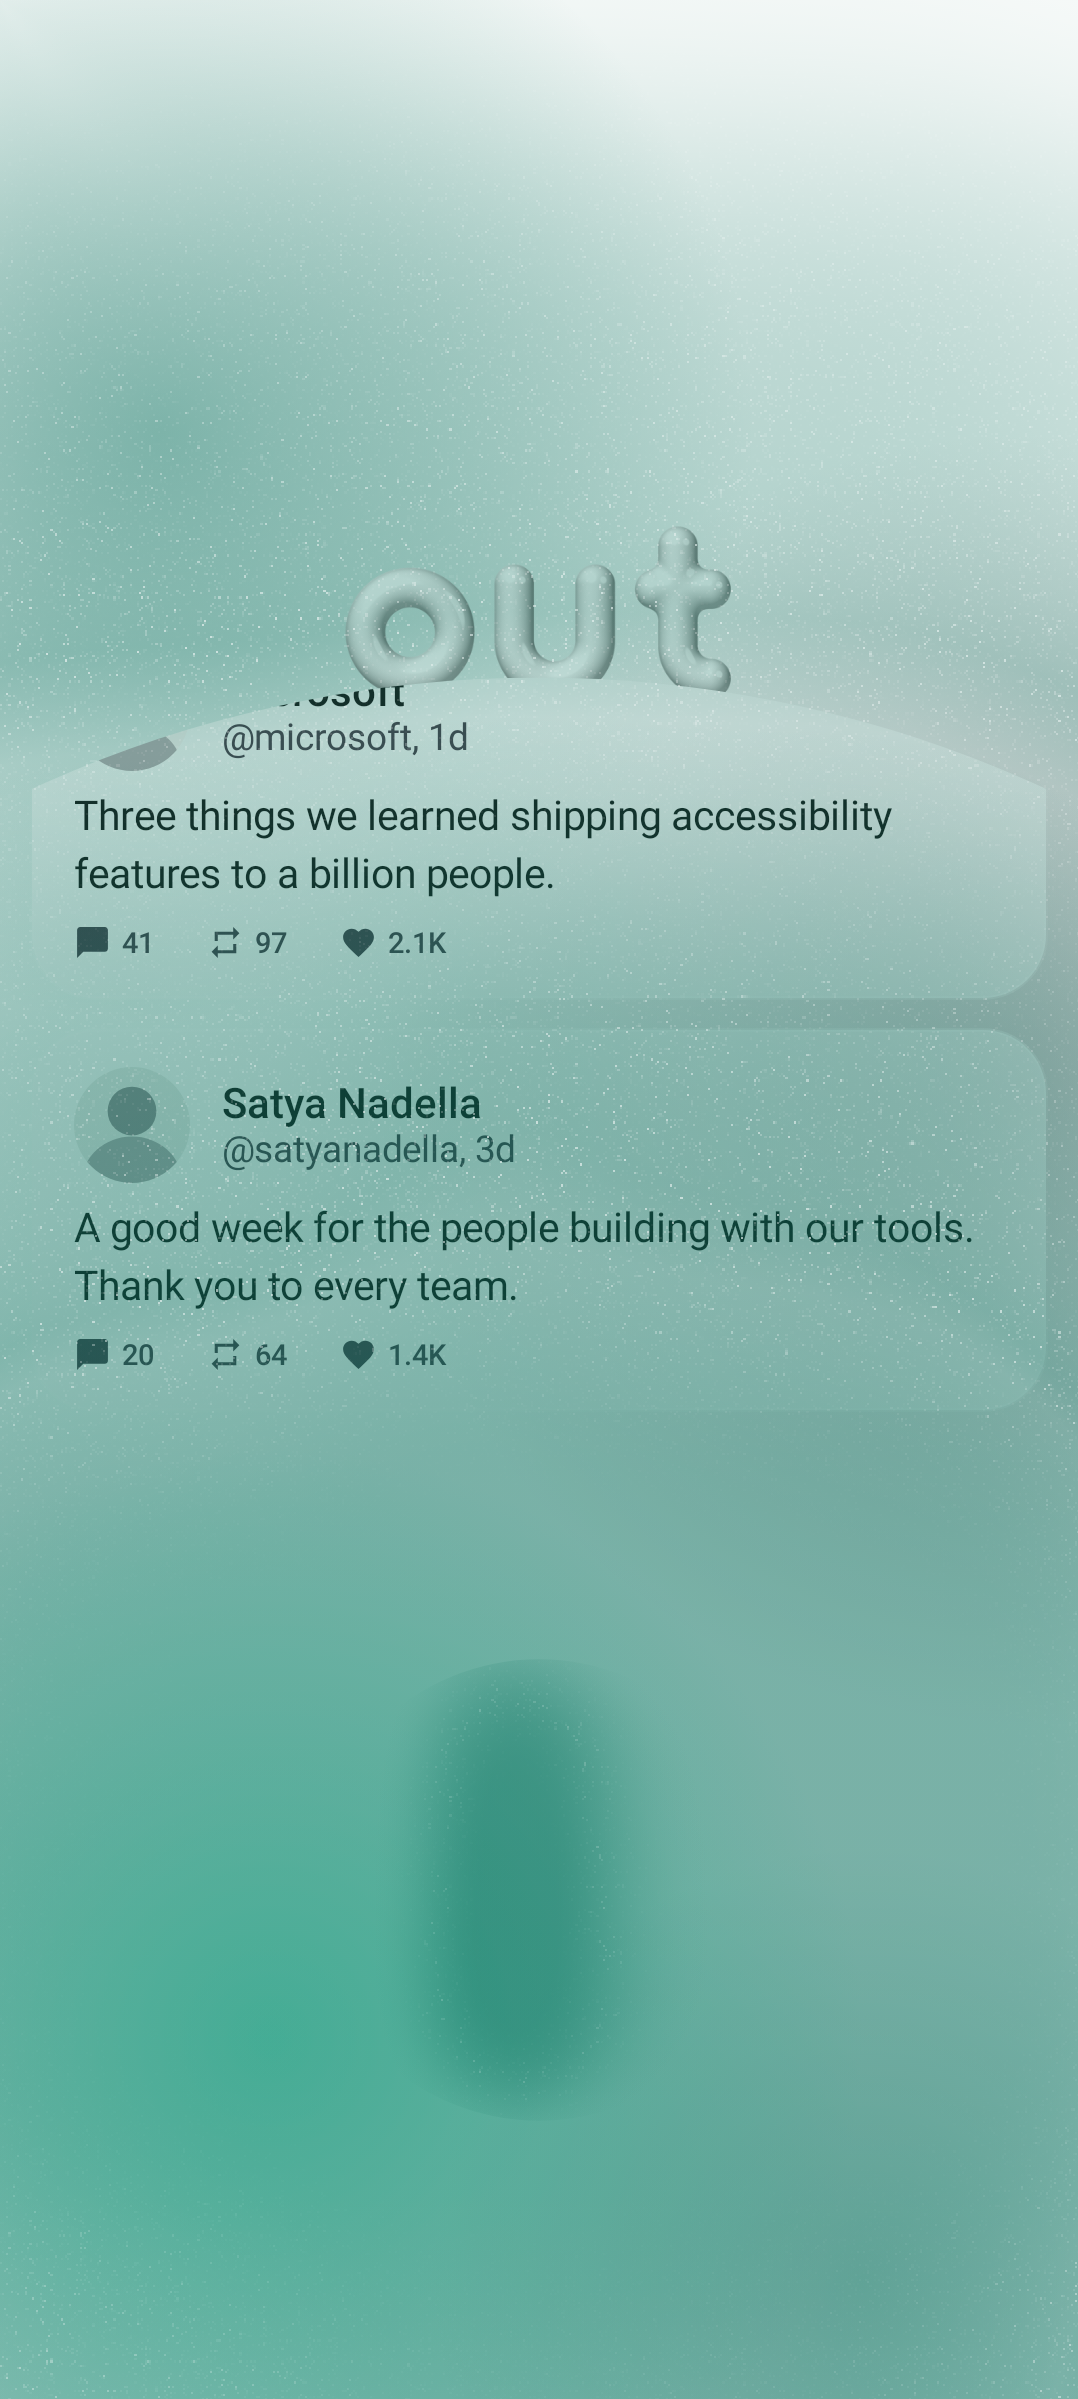 out
@microsoft, 1d
Three things we learned shipping accessibility
features to a billion people.
41 97 2.1K
Satya Nadella
@satyanadella, 3d
A good week for the people building with our tools.
Thank you to every team.
20 64 1.4K